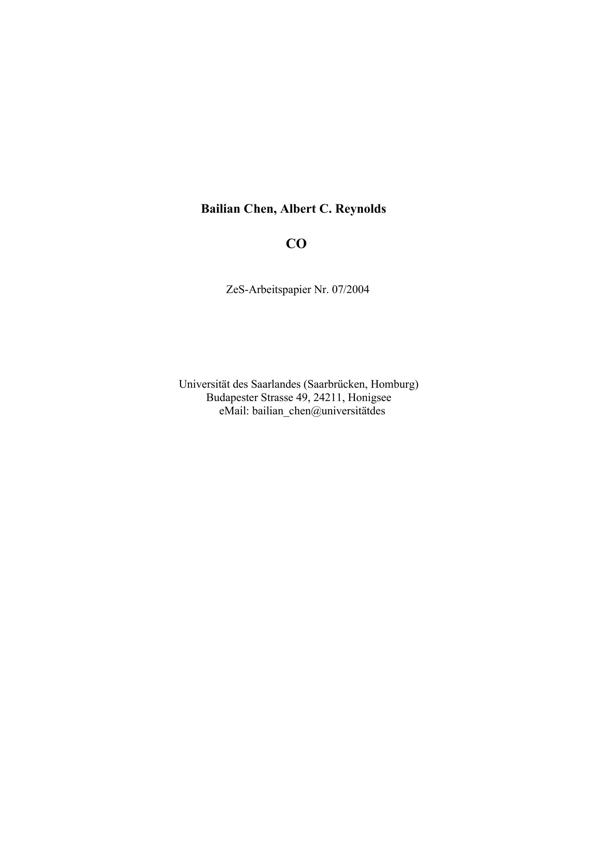 Bailian Chen, Albert C. Reynolds
CO
ZeS-Arbeitspapier Nr. 07/2004
Universität des Saarlandes (Saarbrücken, Homburg)
Budapester Strasse 49, 24211, Honigsee
eMail: bailian_chen@universitätdes